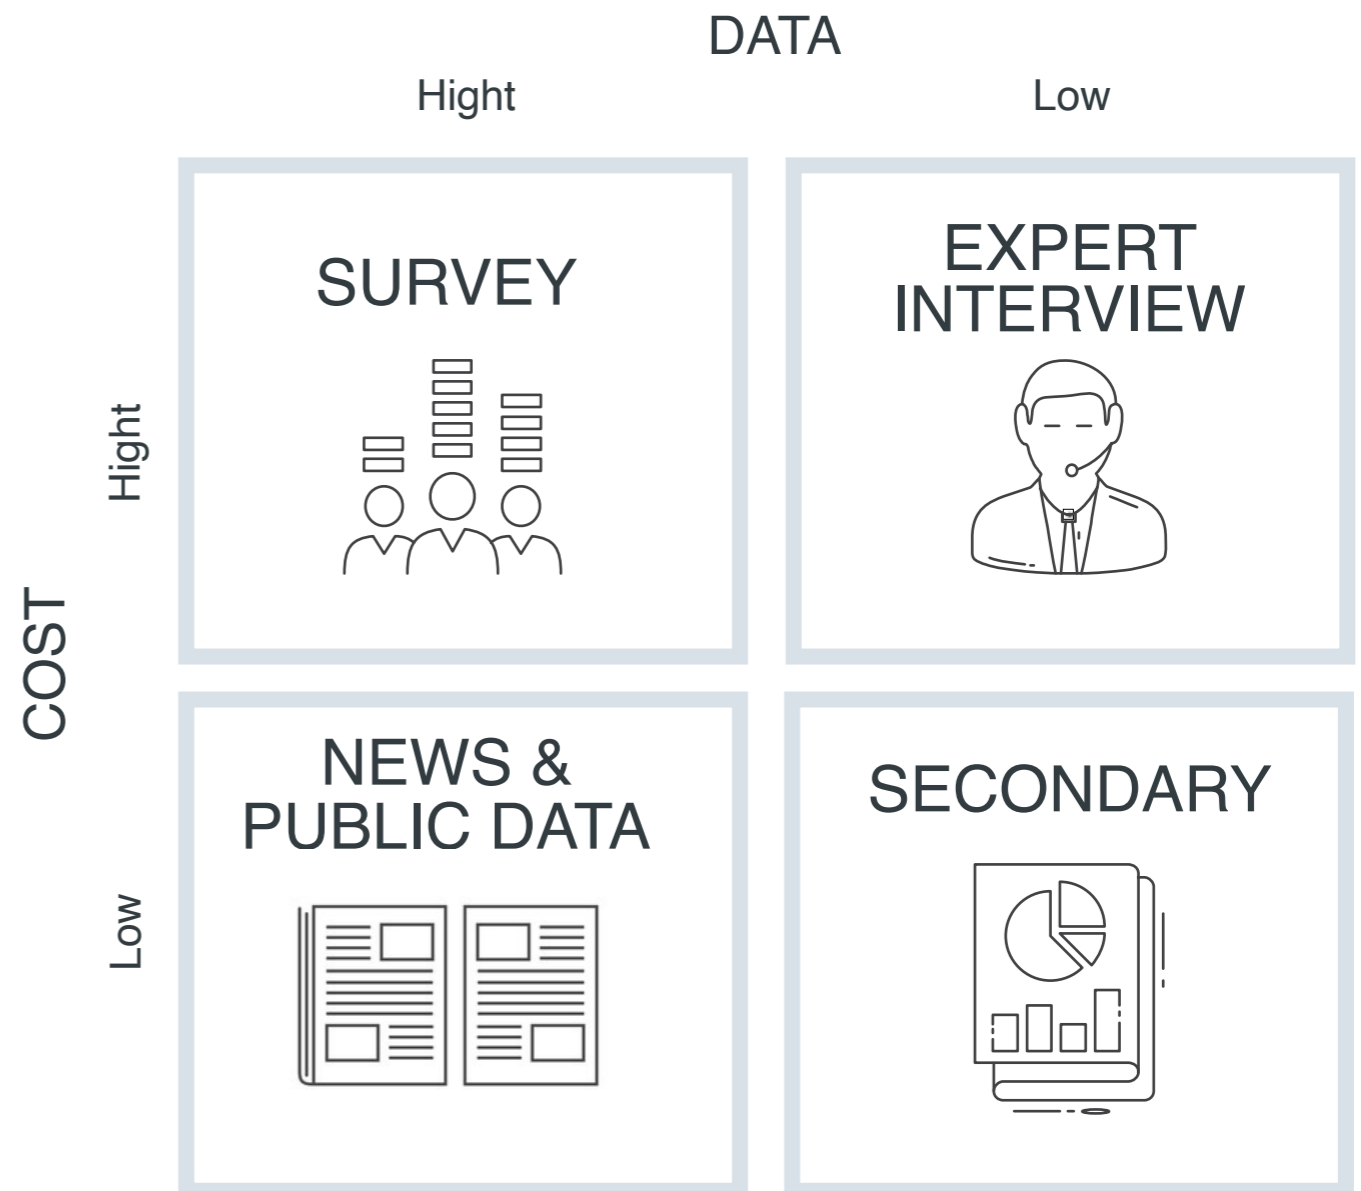 DATA
Hight
Low
SURVEY
EXPERT
INTERVIEW
Hight
COST
NEWS &
PUBLIC DATA
SECONDARY
Low